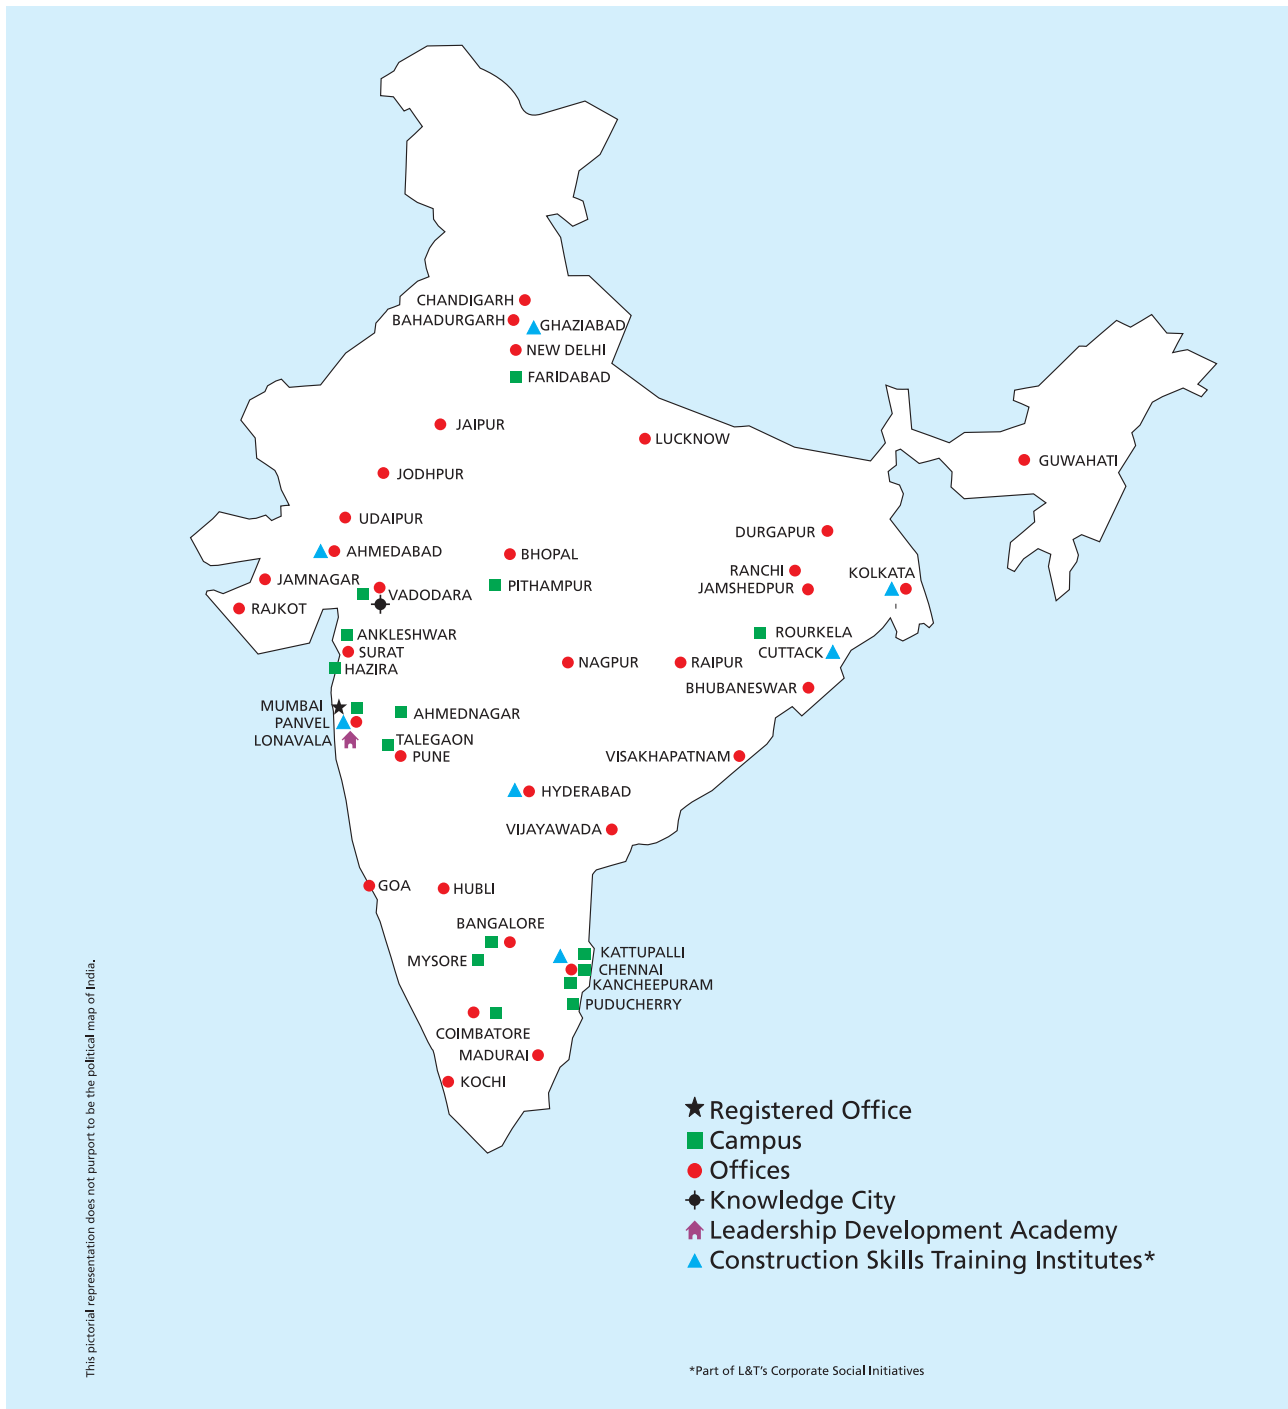 CHANDIGARH
BAHADURGARH
GHAZIABAD
NEW DELHI
FARIDABAD
JAIPUR
LUCKNOW
GUWAHATI
JODHPUR
UDAIPUR
DURGAPUR
AHMEDABAD
BHOPAL
RANCHI
KOLKATA
JAMNAGAR
PITHAMPUR
JAMSHEDPUR
VADODARA
RAJKOT
ANKLESHWAR
ROURKELA
SURAT
CUTTACK
HAZIRA
NAGPUR
RAIPUR
BHUBANESWAR
MUMBAI
AHMEDNAGAR
PANVEL
LONAVALA
TALEGAON
PUNE
VISAKHAPATNAM
HYDERABAD
VIJAYAWADA
GOA
HUBLI
BANGALORE
KATTUPALLI
MYSORE
CHENNAI
KANCHEEPURAM
PUDUCHERRY
COIMBATORE
MADURAI
KOCHI
Registered Office
Campus
Offices
Knowledge City
Leadership Development Academy
Construction Skills Training Institutes*
*Part of L&T's Corporate Social Initiatives
This pictorial representation does not purport to be the political map of India.